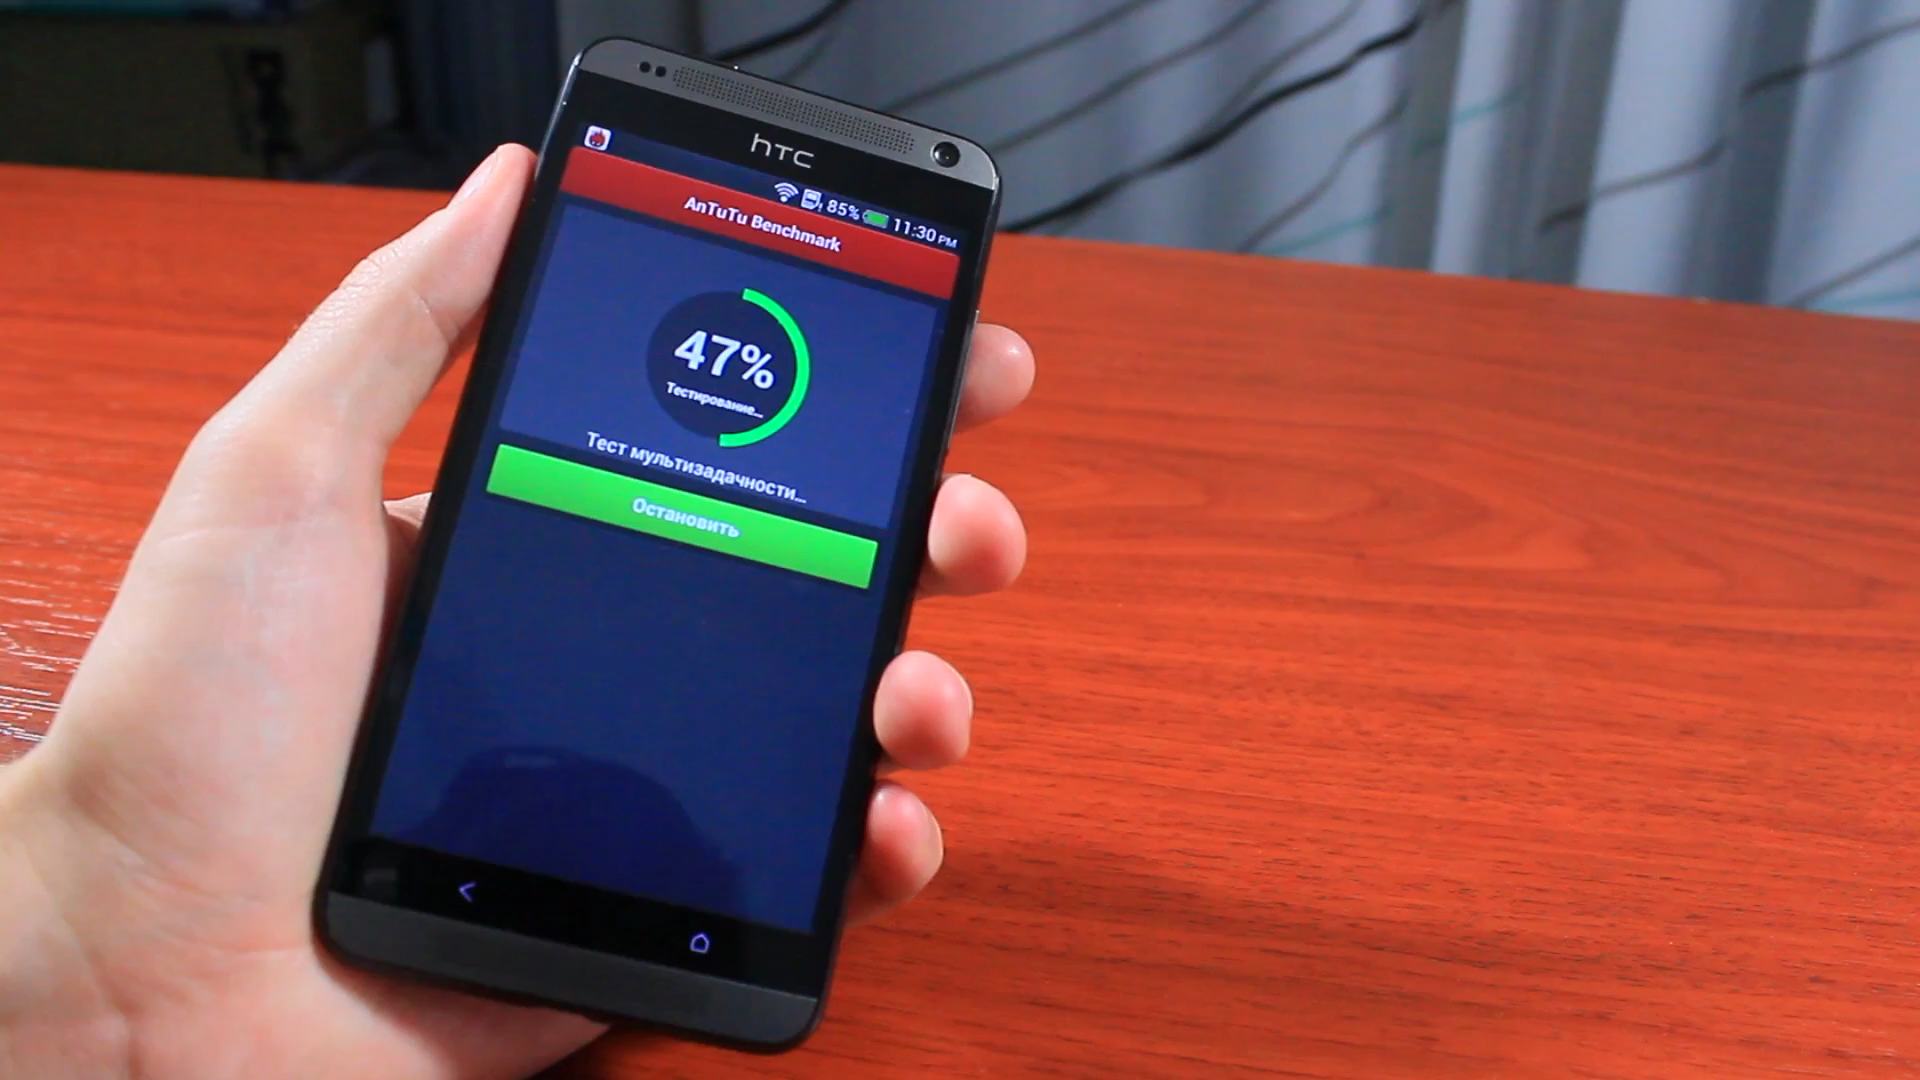 hTC
85% 11:30 PM
AnTuTu Benchmark
47%
Тестирование...
Тест мультизадачности...
Остановить